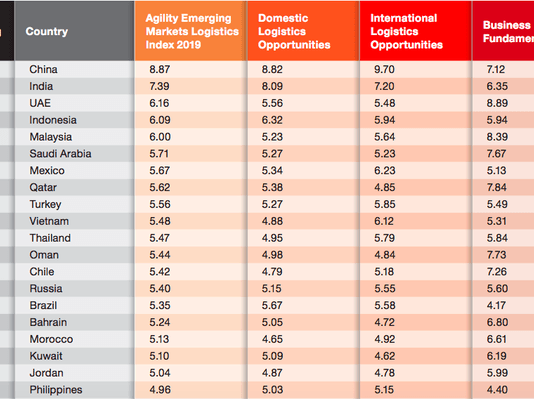 Country
Agility Emerging
Markets Logistics
Index 2019
Domestic
Logistics
Opportunities
International
Logistics
Opportunities
Business
China 8.87 8.82 9.70 7.12
India 7.39 8.09 7.20 6.35
UAE 6.16 5.56 5.48 8.89
Indonesia 6.09 6.32 5.94 5.94
Malaysia 6.00 5.23 5.64 8.39
Saudi Arabia 5.71 5.27 5.23 7.67
Mexico 5.67 5.34 6.23 5.13
Qatar 5.62 5.38 4.85 7.84
Turkey 5.56 5.27 5.85 5.49
Vietnam 5.48 4.88 6.12 5.31
Thailand 5.47 4.95 5.79 5.84
Oman 5.44 4.98 4.84 7.73
Chile 5.42 4.79 5.18 7.26
Russia 5.40 5.15 5.55 5.60
Brazil 5.35 5.67 5.58 4.17
Bahrain 5.24 5.05 4.72 6.80
Morocco 5.13 4.65 4.92 6.61
Kuwait 5.10 5.09 4.62 6.19
Jordan 5.04 4.87 4.78 5.99
Philippines 4.96 5.03 5.15 4.40